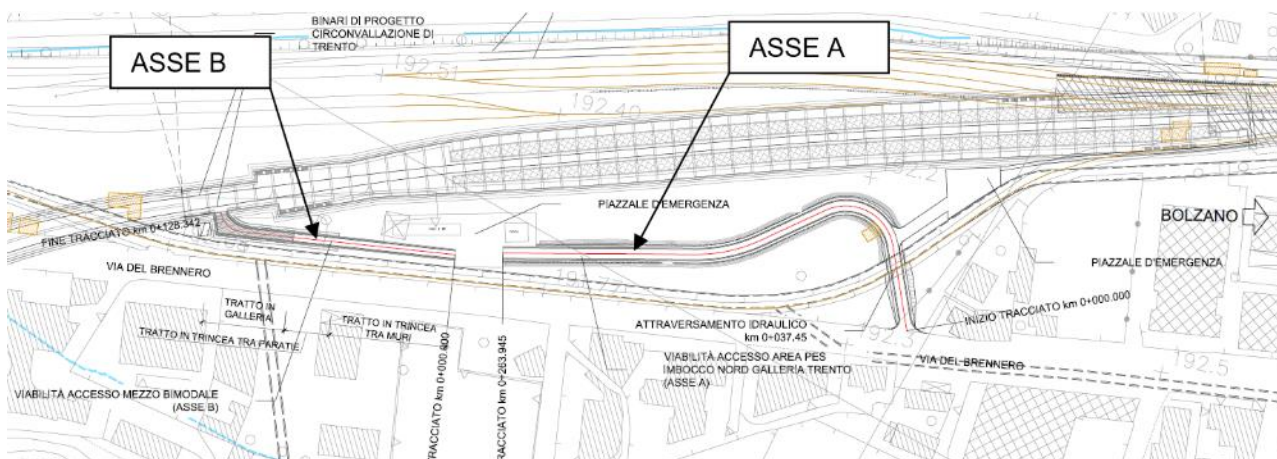 BINARI DI PROGETTO
CIRCONVALLAZIONE DI
TRENTO
ASSE B
ASSE A
192.51
192.40
PIAZZALE D'EMERGENZA
BOLZANO
FINE TRACCIATO km 0+128.342
VIA DEL BRENNERO
PIAZZALE D'EMERGENZA
TRATTO IN
GALLERIA
TRATTO IN TRINCEA
TRA MURI
TRATTO IN TRINCEA TRA PARATIE
ATTRAVERSAMENTO IDRAULICO
km 0+037.45
INIZIO TRACCIATO km 0+000.000
192.3
VIA DEL BRENNERO
192.5
VIABILITÀ ACCESSO AREA PES
IMBOCCO NORD GALLERIA TRENTO
(ASSE A)
VIABILITÀ ACCESSO MEZZO BIMODALE
(ASSE B)
TRACCIATO km 0+000.000
TRACCIATO km 0+263.945